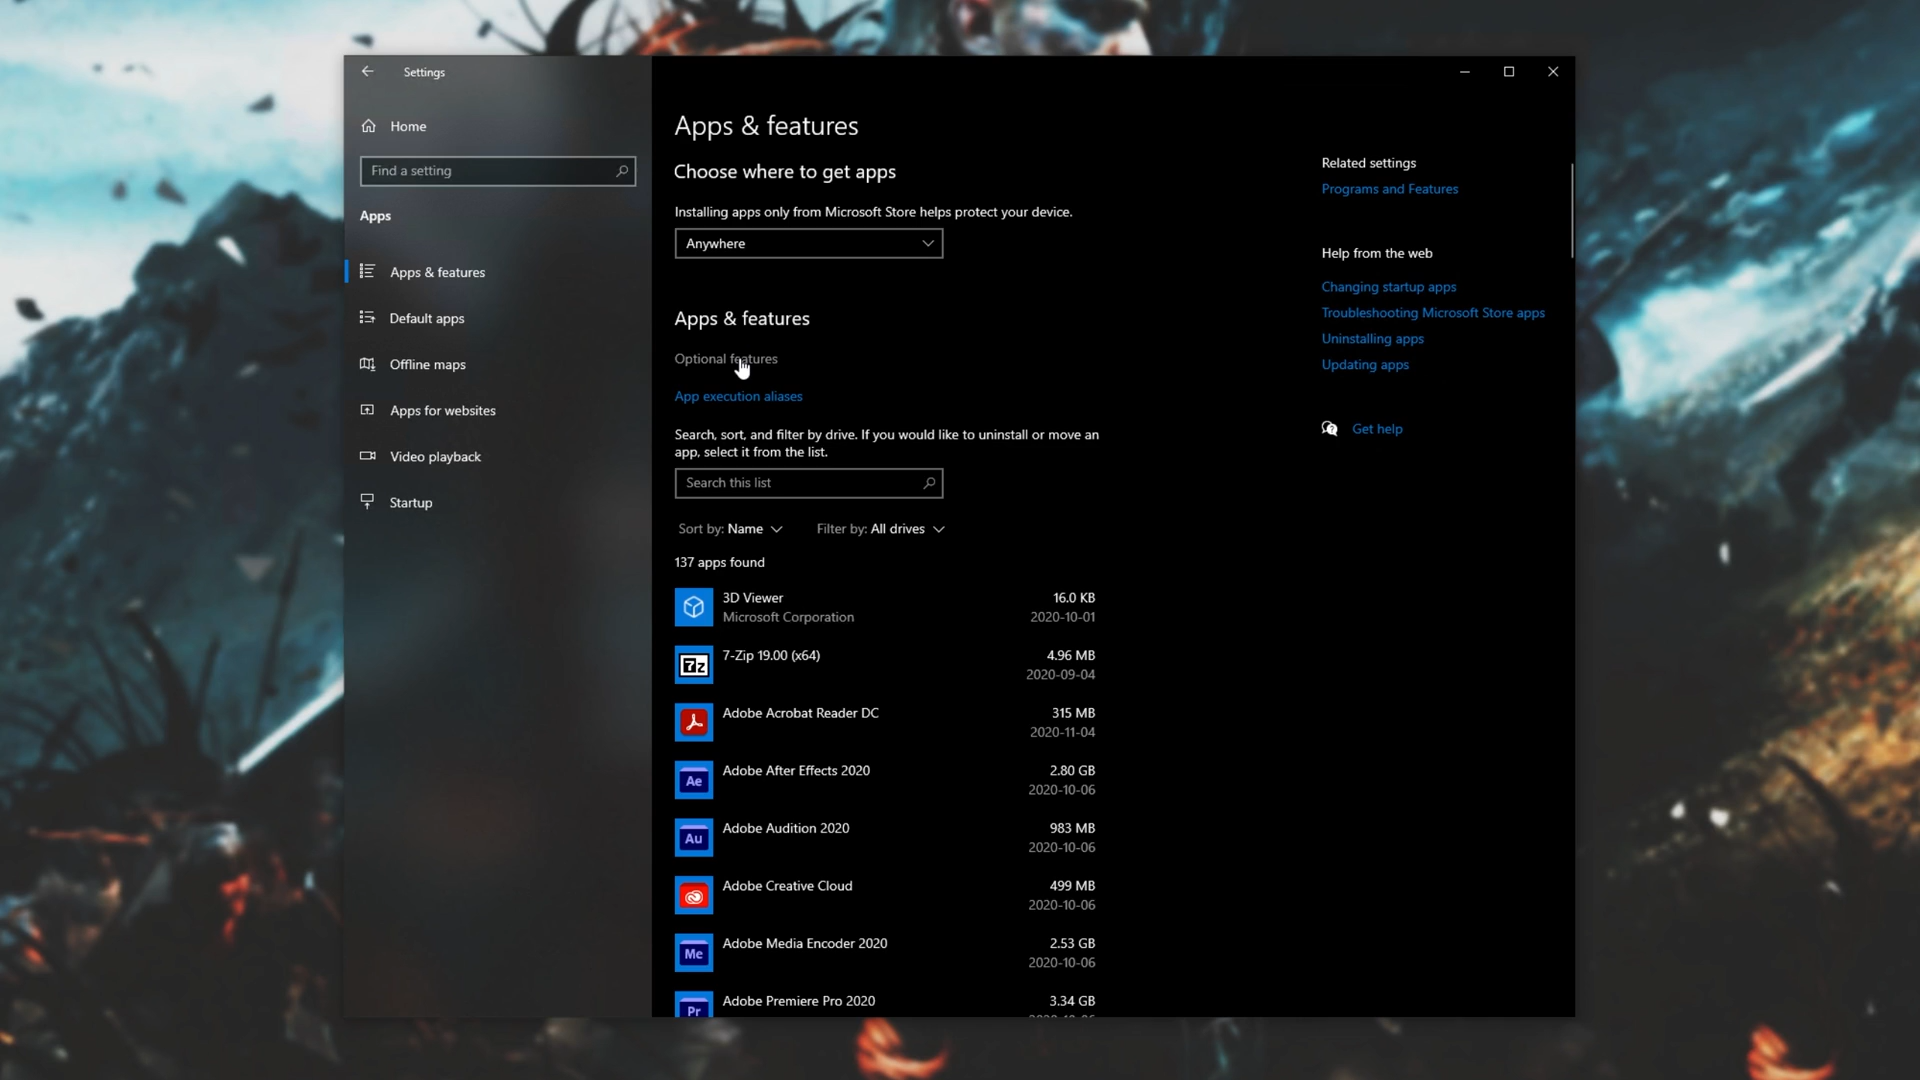 Settings
Home
Find a setting
Apps
Apps & features
Default apps
Offline maps
Apps for websites
Video playback
Startup
Apps & features
Choose where to get apps
Installing apps only from Microsoft Store helps protect your device.
Anywhere
Apps & features
Optional features
App execution aliases
Search, sort, and filter by drive. If you would like to uninstall or move an
app, select it from the list.
Search this list
Sort by: Name Filter by: All drives
137 apps found
3D Viewer 16.0 KB
Microsoft Corporation 2020-10-01
7z 7-Zip 19.00 (x64) 4.96 MB
2020-09-04
Adobe Acrobat Reader DC 315 MB
2020-11-04
Ae Adobe After Effects 2020 2.80 GB
2020-10-06
Au Adobe Audition 2020 983 MB
2020-10-06
Adobe Creative Cloud 499 MB
2020-10-06
Me Adobe Media Encoder 2020 2.53 GB
2020-10-06
Pr Adobe Premiere Pro 2020 3.34 GB
Related settings
Programs and Features
Help from the web
Changing startup apps
Troubleshooting Microsoft Store apps
Uninstalling apps
Updating apps
Get help